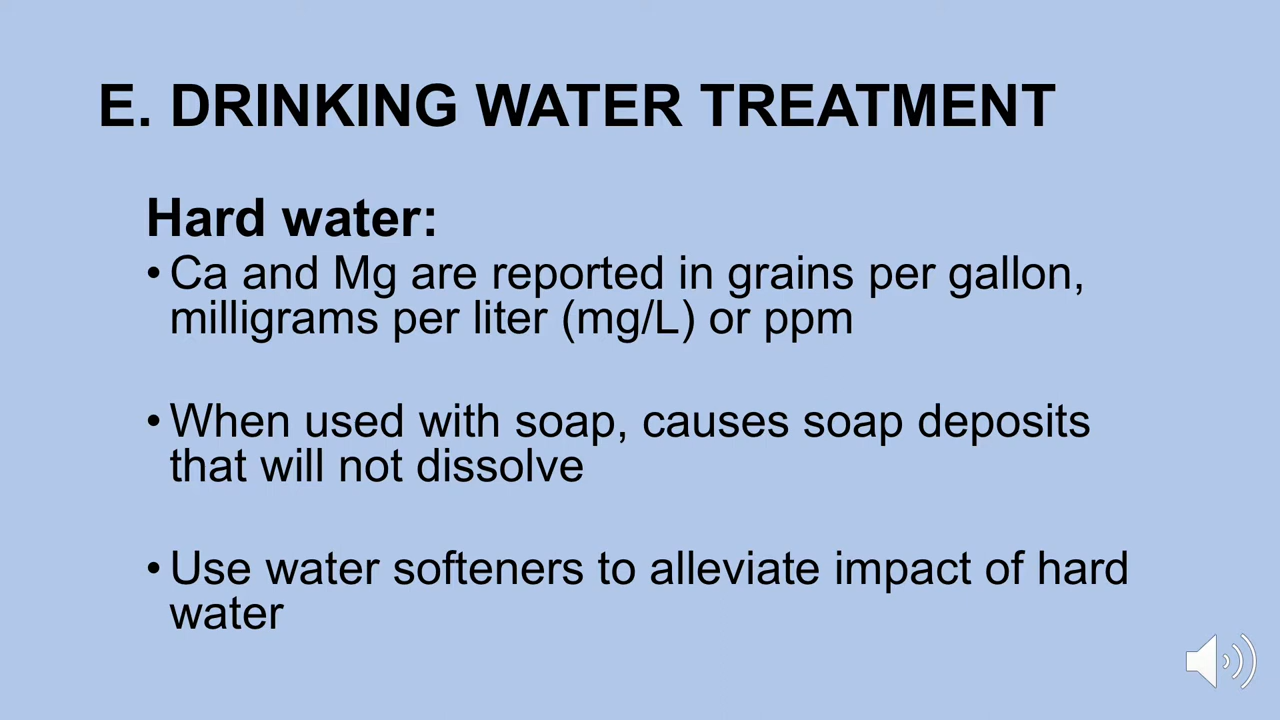 E. DRINKING WATER TREATMENT
Hard water:
• Ca and Mg are reported in grains per gallon,
milligrams per liter (mg/L) or ppm
• When used with soap, causes soap deposits
that will not dissolve
• Use water softeners to alleviate impact of hard
water